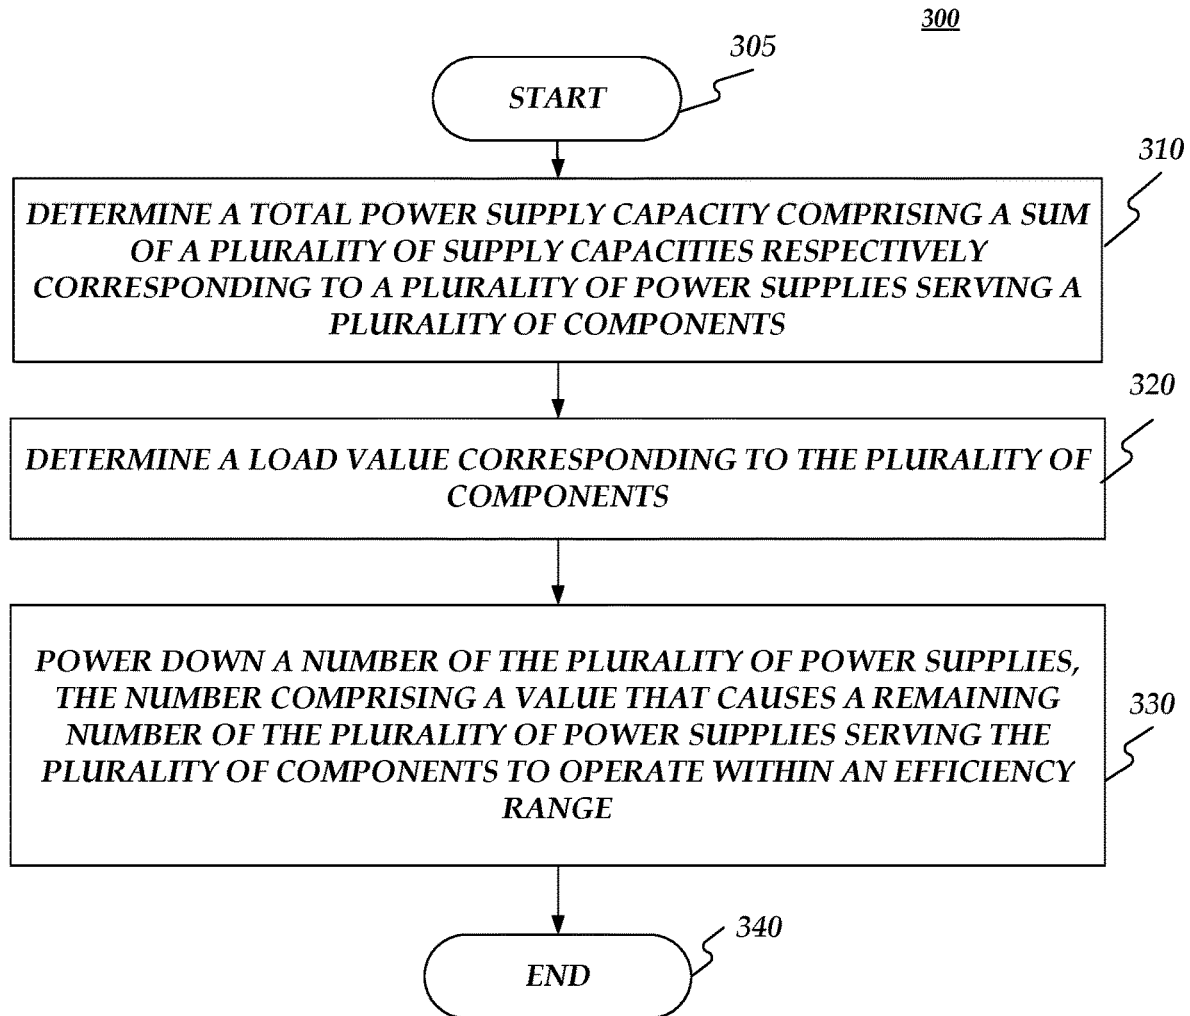 300
305
START
310
DETERMINE A TOTAL POWER SUPPLY CAPACITY COMPRISING A SUM
OF A PLURALITY OF SUPPLY CAPACITIES RESPECTIVELY
CORRESPONDING TO A PLURALITY OF POWER SUPPLIES SERVING A
PLURALITY OF COMPONENTS
320
DETERMINE A LOAD VALUE CORRESPONDING TO THE PLURALITY OF
COMPONENTS
POWER DOWN A NUMBER OF THE PLURALITY OF POWER SUPPLIES,
THE NUMBER COMPRISING A VALUE THAT CAUSES A REMAINING
NUMBER OF THE PLURALITY OF POWER SUPPLIES SERVING THE
PLURALITY OF COMPONENTS TO OPERATE WITHIN AN EFFICIENCY
RANGE
330
340
END